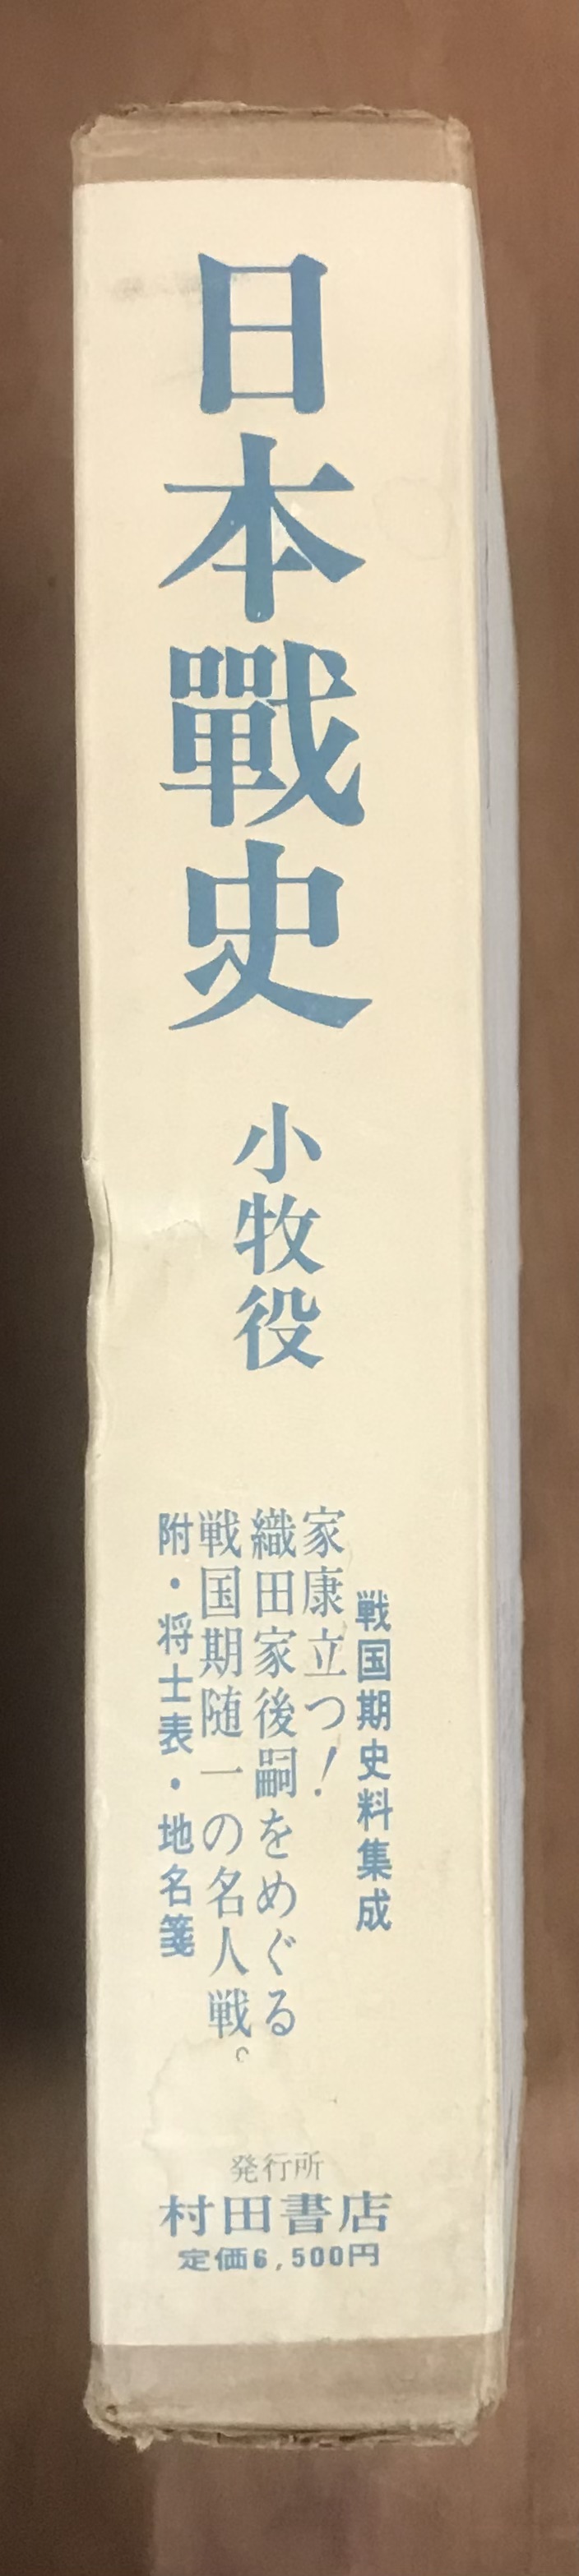 日本戰史
小牧役
戦国期史料集成
家康立つ！
織田家後嗣をめぐる
戦国期随一の名人戦。
附・将士表・地名箋
発行所
村田書店
定価6,500円